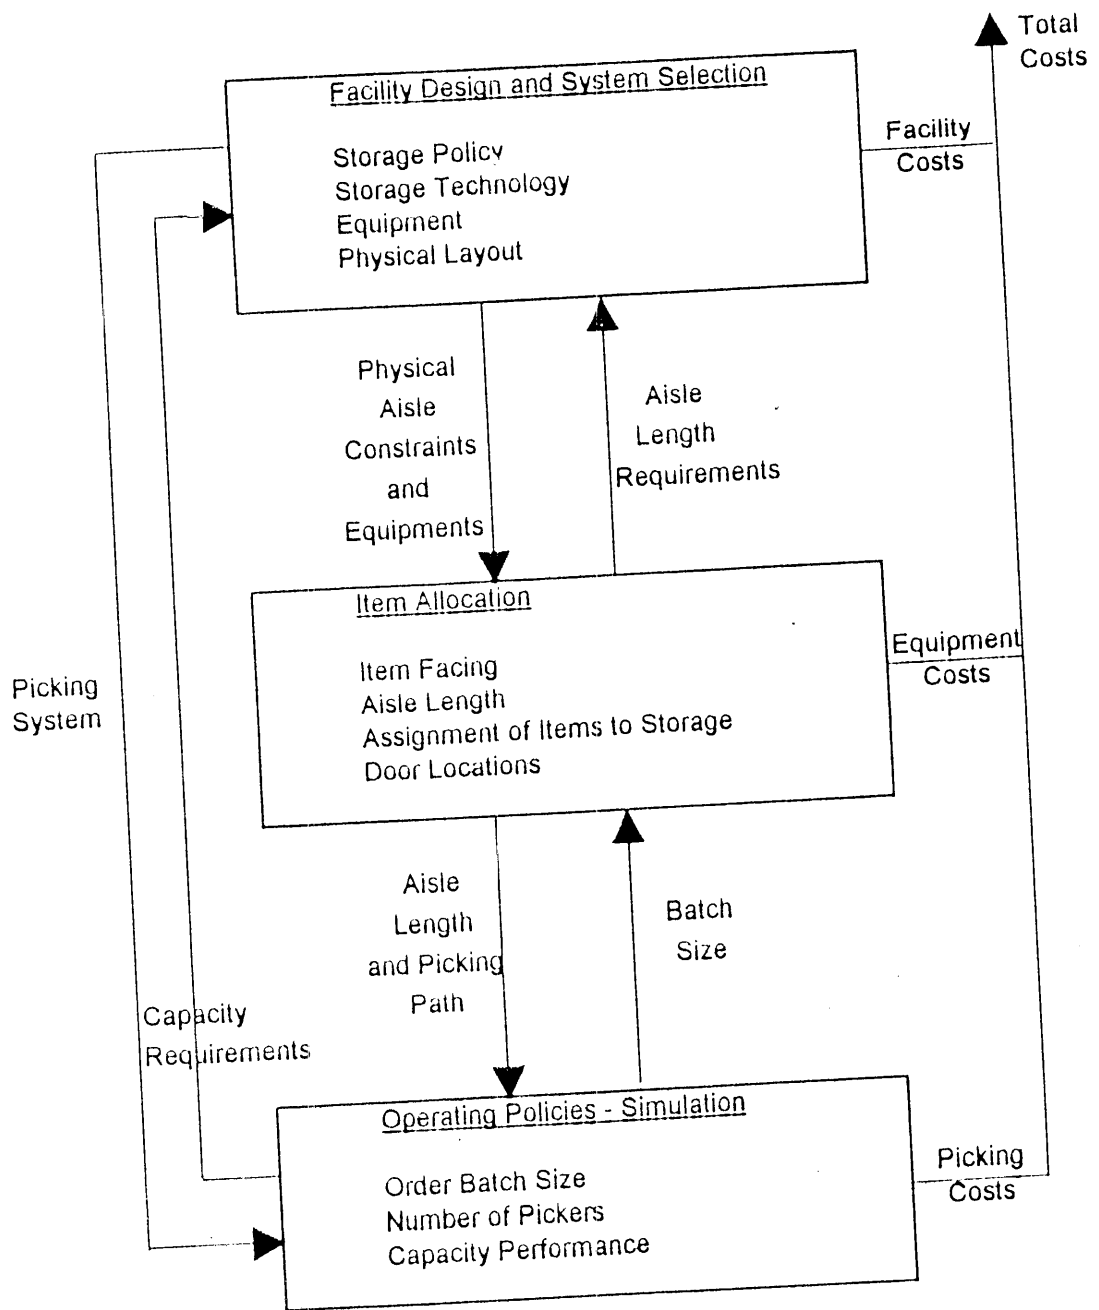 Total
Costs
Facility Design and System Selection
Storage Policy
Storage Technology
Equipment
Physical Layout
Facility
Costs
Physical
Aisle
Constraints
and
Equipments
Aisle
Length
Requirements
Item Allocation
Item Facing
Aisle Length
Assignment of Items to Storage
Door Locations
Equipment
Costs
Picking
System
Aisle
Length
and Picking
Path
Batch
Size
Capacity
Requirements
Operating Policies - Simulation
Order Batch Size
Number of Pickers
Capacity Performance
Picking
Costs